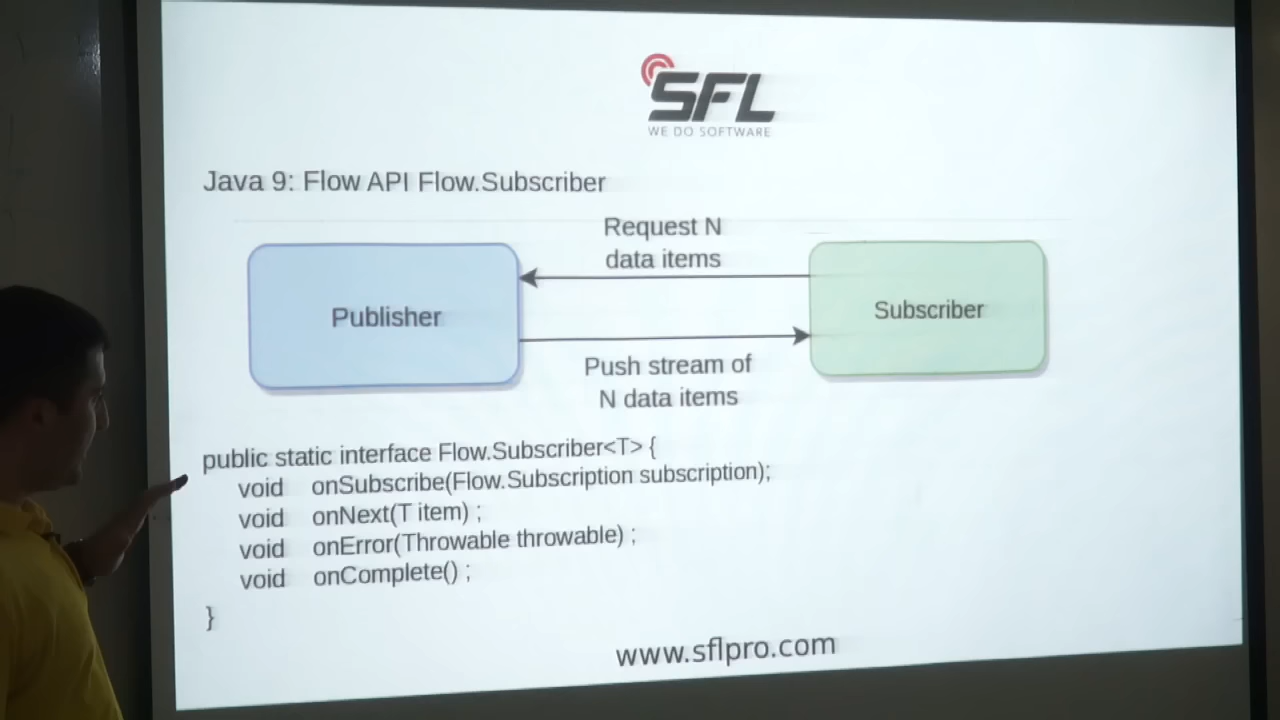 SFL
WE DO SOFTWARE
Java 9: Flow API Flow.Subscriber
Request N
data items
Publisher
Subscriber
Push stream of
N data items
public static interface Flow.Subscriber<T> {
void onSubscribe(Flow.Subscription subscription);
void onNext(T item) ;
void onError(Throwable throwable) ;
void onComplete() ;
}
www.sflpro.com